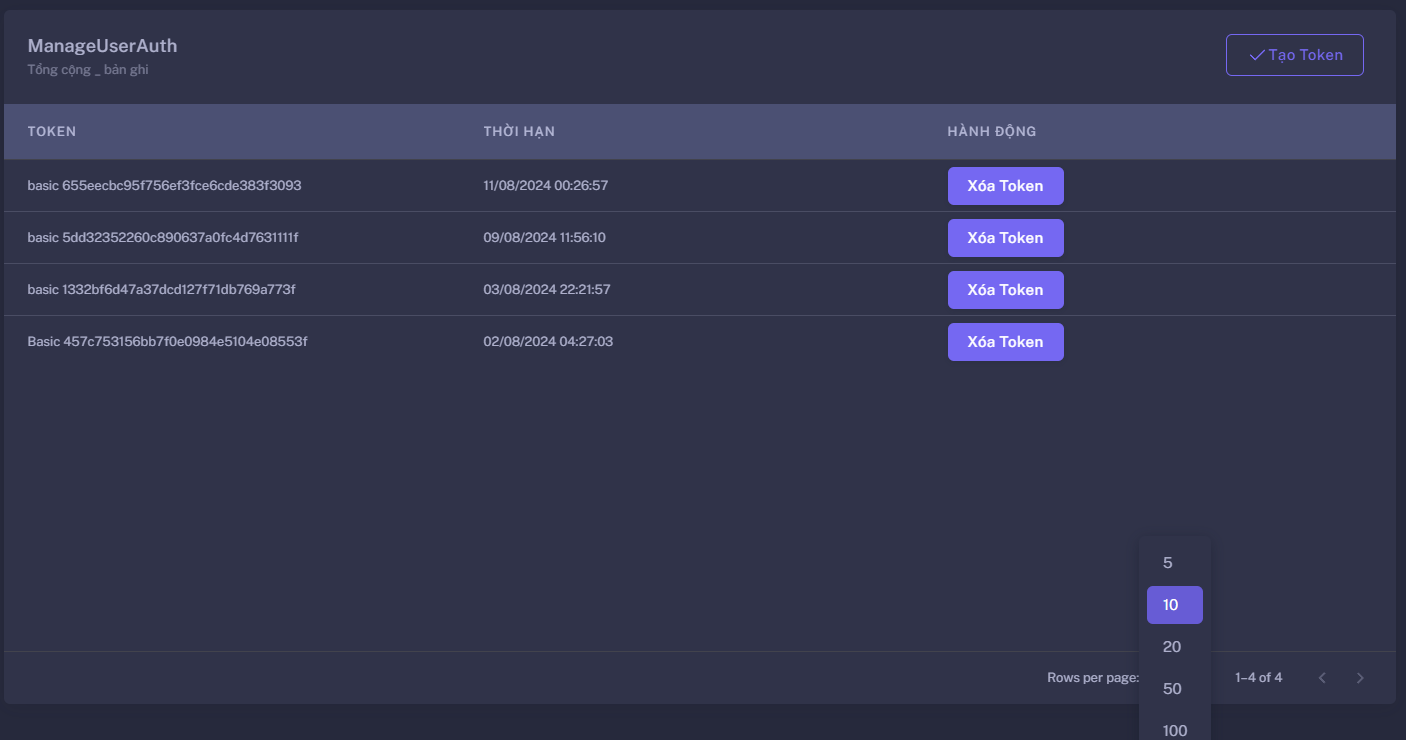 ManageUserAuth
Tổng cộng _ bản ghi
Tạo Token
TOKEN THỜI HẠN HÀNH ĐỘNG
basic 655eecbc95f756ef3fce6cde383f3093 11/08/2024 00:26:57 Xóa Token
basic 5dd32352260c890637a0fc4d7631111f 09/08/2024 11:56:10 Xóa Token
basic 1332bf6d47a37dcd127f71db769a773f 03/08/2024 22:21:57 Xóa Token
Basic 457c753156bb7f0e0984e5104e08553f 02/08/2024 04:27:03 Xóa Token
5
10
20
Rows per page: 1–4 of 4
50
100